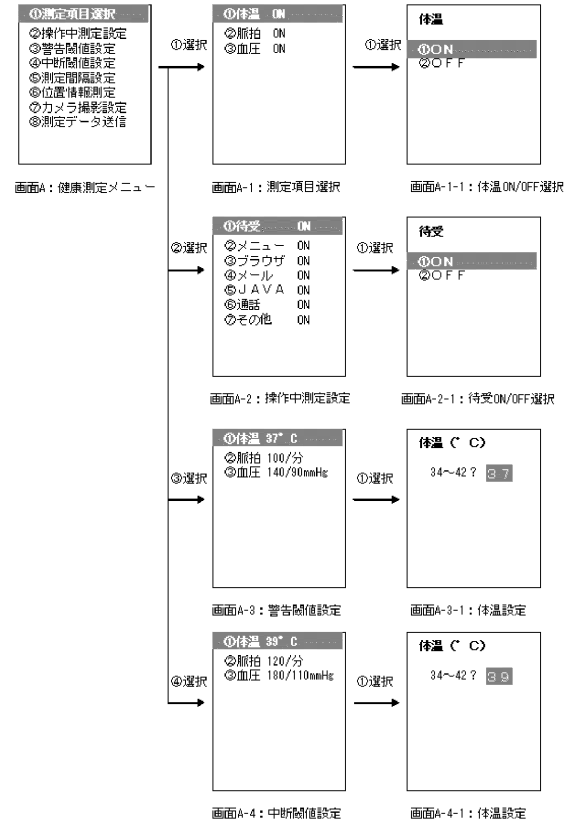 ①測定項目選択
②操作中測定設定
③警告閾値設定
④中断閾値設定
⑤測定間隔設定
⑥位置情報測定
⑦カメラ撮影設定
⑧測定データ送信
画面A：健康測定メニュー
①選択
①体温 ON
②脈拍 ON
③血圧 ON
画面A-1：測定項目選択
①選択
体温
①ON
②OFF
画面A-1-1：体温ON/OFF選択
②選択
①待受 ON
②メニュー ON
③ブラウザ ON
④メール ON
⑤JAVA ON
⑥通話 ON
⑦その他 ON
画面A-2：操作中測定設定
①選択
待受
①ON
②OFF
画面A-2-1：待受ON/OFF選択
③選択
①体温 37°C
②脈拍 100/分
③血圧 140/90mmHg
画面A-3：警告閾値設定
①選択
体温（°C）
34～42？ 37
画面A-3-1：体温設定
④選択
①体温 39°C
②脈拍 120/分
③血圧 180/110mmHg
画面A-4：中断閾値設定
①選択
体温（°C）
34～42？ 39
画面A-4-1：体温設定